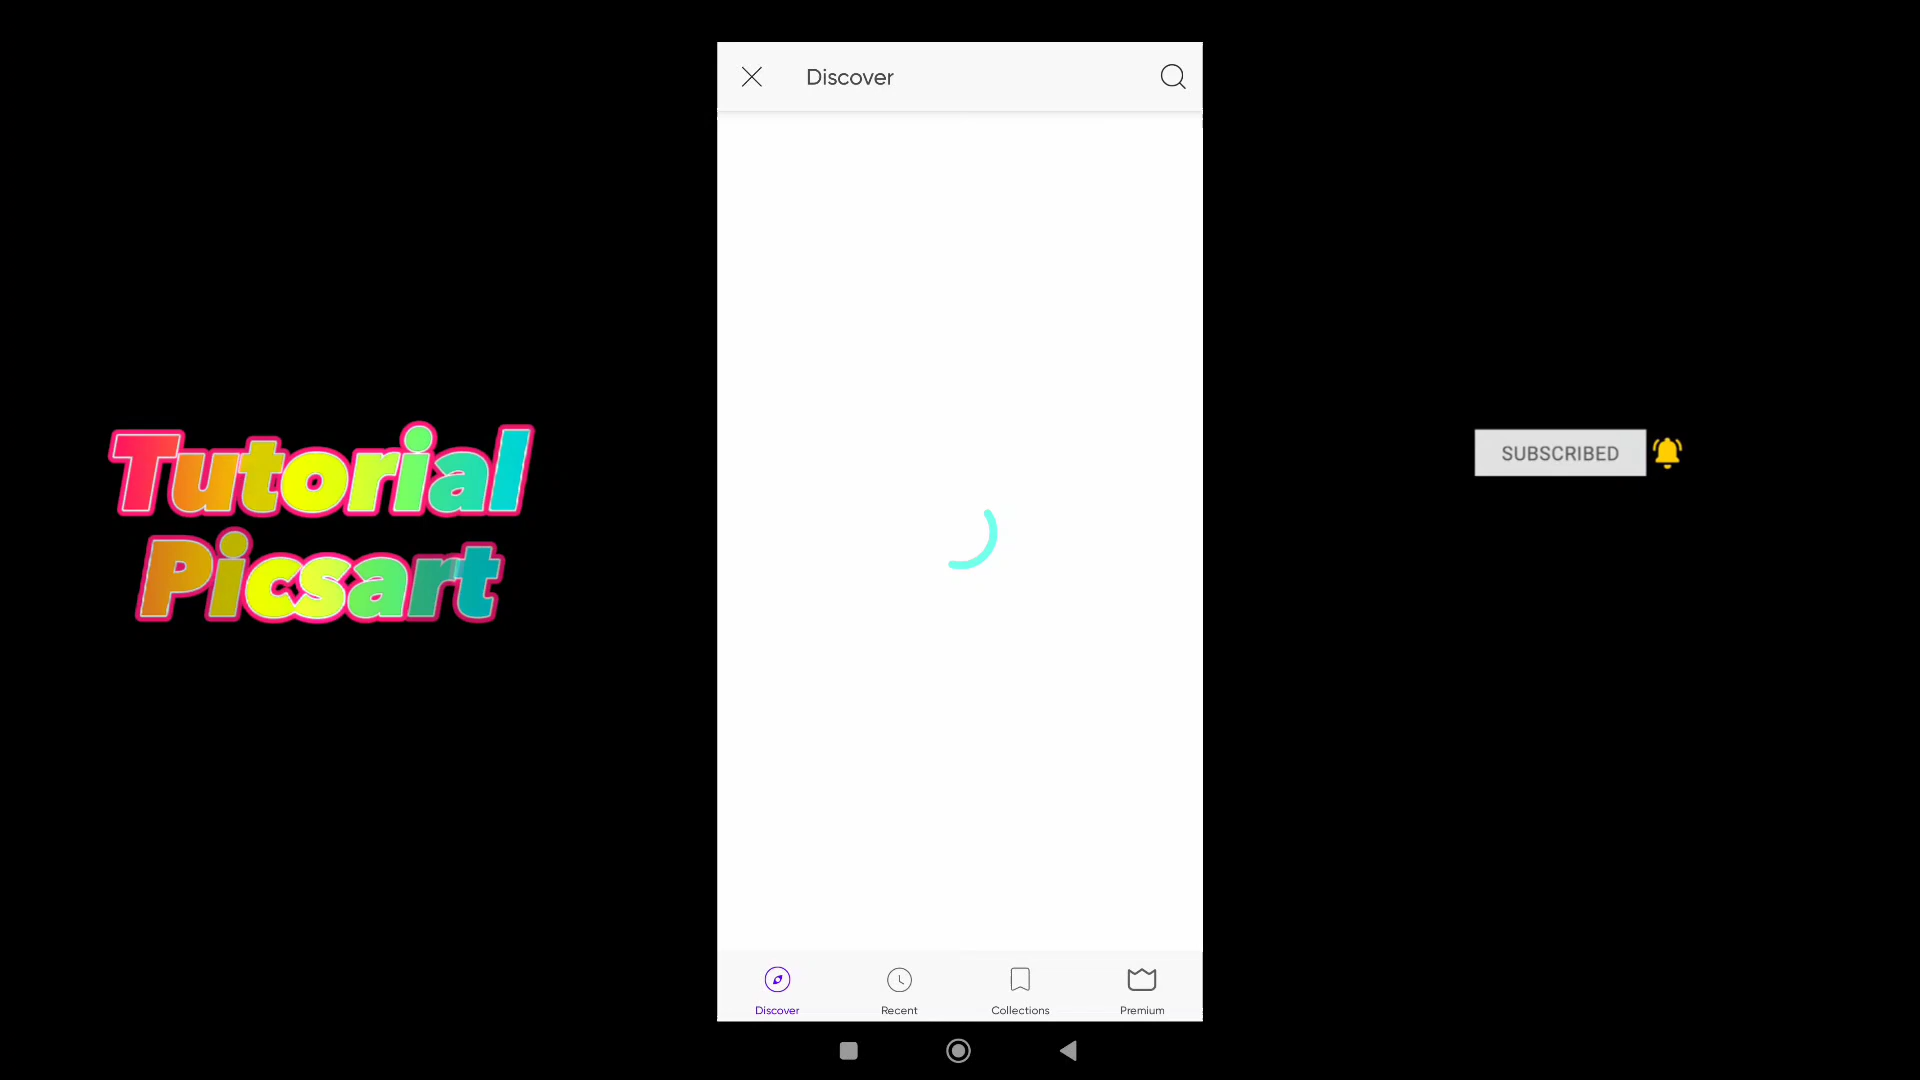 Discover
Tutorial
Picsart
SUBSCRIBED
Discover
Recent
Collections
Premium